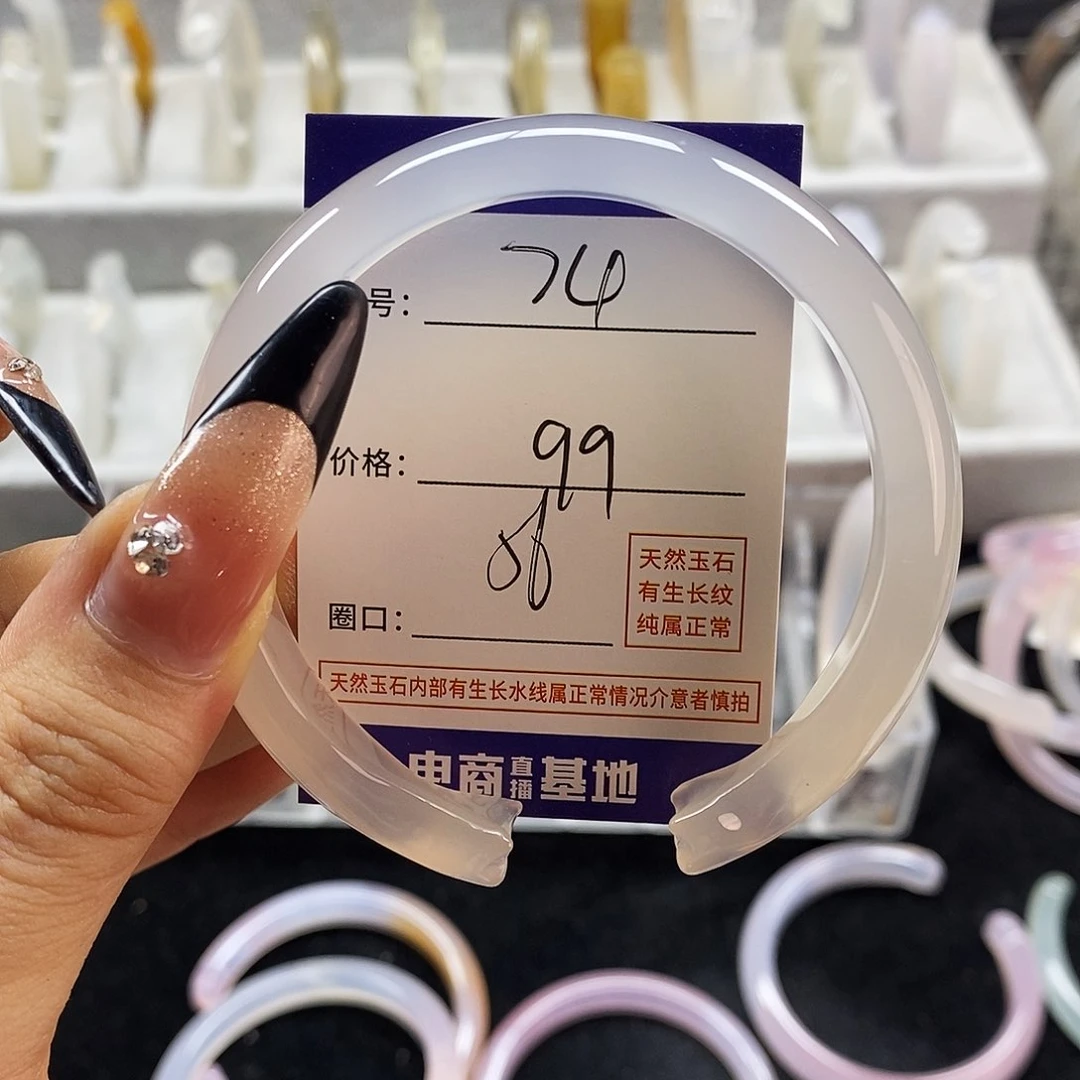 号： 74
价格： 99
58
圈口：
天然玉石
有生长纹
纯属正常
天然玉石内部有生长水线属正常情况介意者慎拍
电商直播基地